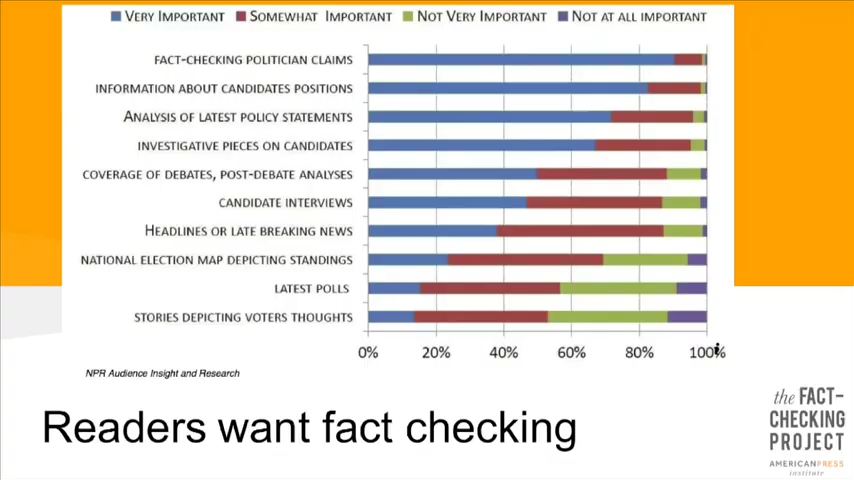 VERY IMPORTANT SOMEWHAT IMPORTANT NOT VERY IMPORTANT NOT AT ALL IMPORTANT
FACT-CHECKING POLITICIAN CLAIMS
INFORMATION ABOUT CANDIDATES POSITIONS
ANALYSIS OF LATEST POLICY STATEMENTS
INVESTIGATIVE PIECES ON CANDIDATES
COVERAGE OF DEBATES, POST-DEBATE ANALYSES
CANDIDATE INTERVIEWS
HEADLINES OR LATE BREAKING NEWS
NATIONAL ELECTION MAP DEPICTING STANDINGS
LATEST POLLS
STORIES DEPICTING VOTERS THOUGHTS
0% 20% 40% 60% 80% 100%
NPR Audience Insight and Research
Readers want fact checking
the FACT-
CHECKING
PROJECT
AMERICANPRESS
institute